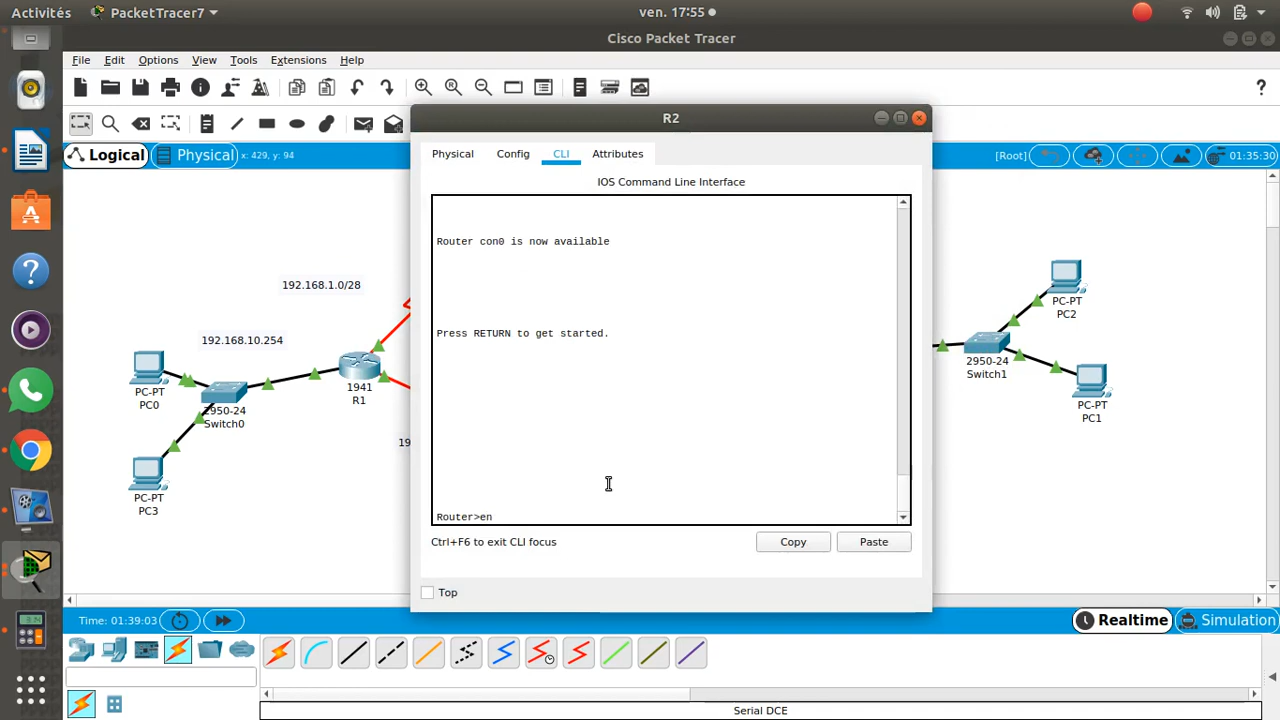 Activités
PacketTracer7
ven. 17:55
Cisco Packet Tracer
File Edit Options View Tools Extensions Help
Logical
Physical
x: 429, y: 94
[Root]
01:35:30
R2
Physical Config CLI Attributes
IOS Command Line Interface
Router con0 is now available
Press RETURN to get started.
Router>en
Ctrl+F6 to exit CLI focus
Copy
Paste
Top
192.168.1.0/28
192.168.10.254
PC-PT
PC0
2950-24
Switch0
1941
R1
19
PC-PT
PC3
PC-PT
PC2
2950-24
Switch1
PC-PT
PC1
Time: 01:39:03
Realtime
Simulation
Serial DCE